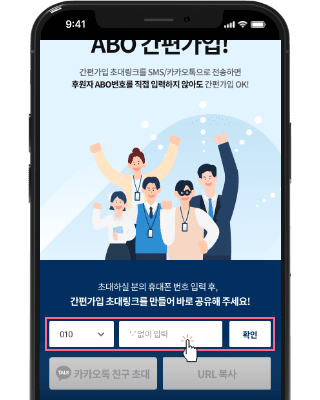 9:41
ABO 간편가입!
간편가입 초대링크를 SMS/카카오톡으로 전송하면
후원자 ABO번호를 직접 입력하지 않아도 간편가입 OK!
초대하실 분의 휴대폰 번호 입력 후,
간편가입 초대링크를 만들어 바로 공유해 주세요!
010 '-'없이 입력 확인
TALK 카카오톡 친구 초대 URL 복사